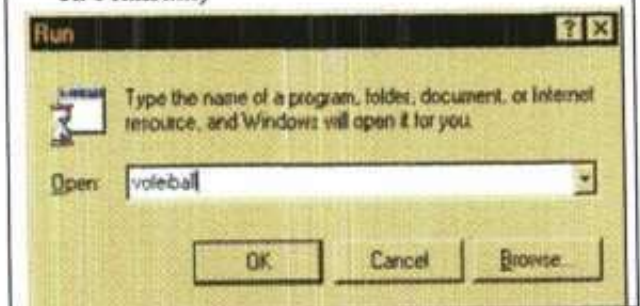 Run
Type the name of a program, folder, document, or Internet
resource, and Windows will open it for you.
Open: voleiball
OK Cancel Browse...